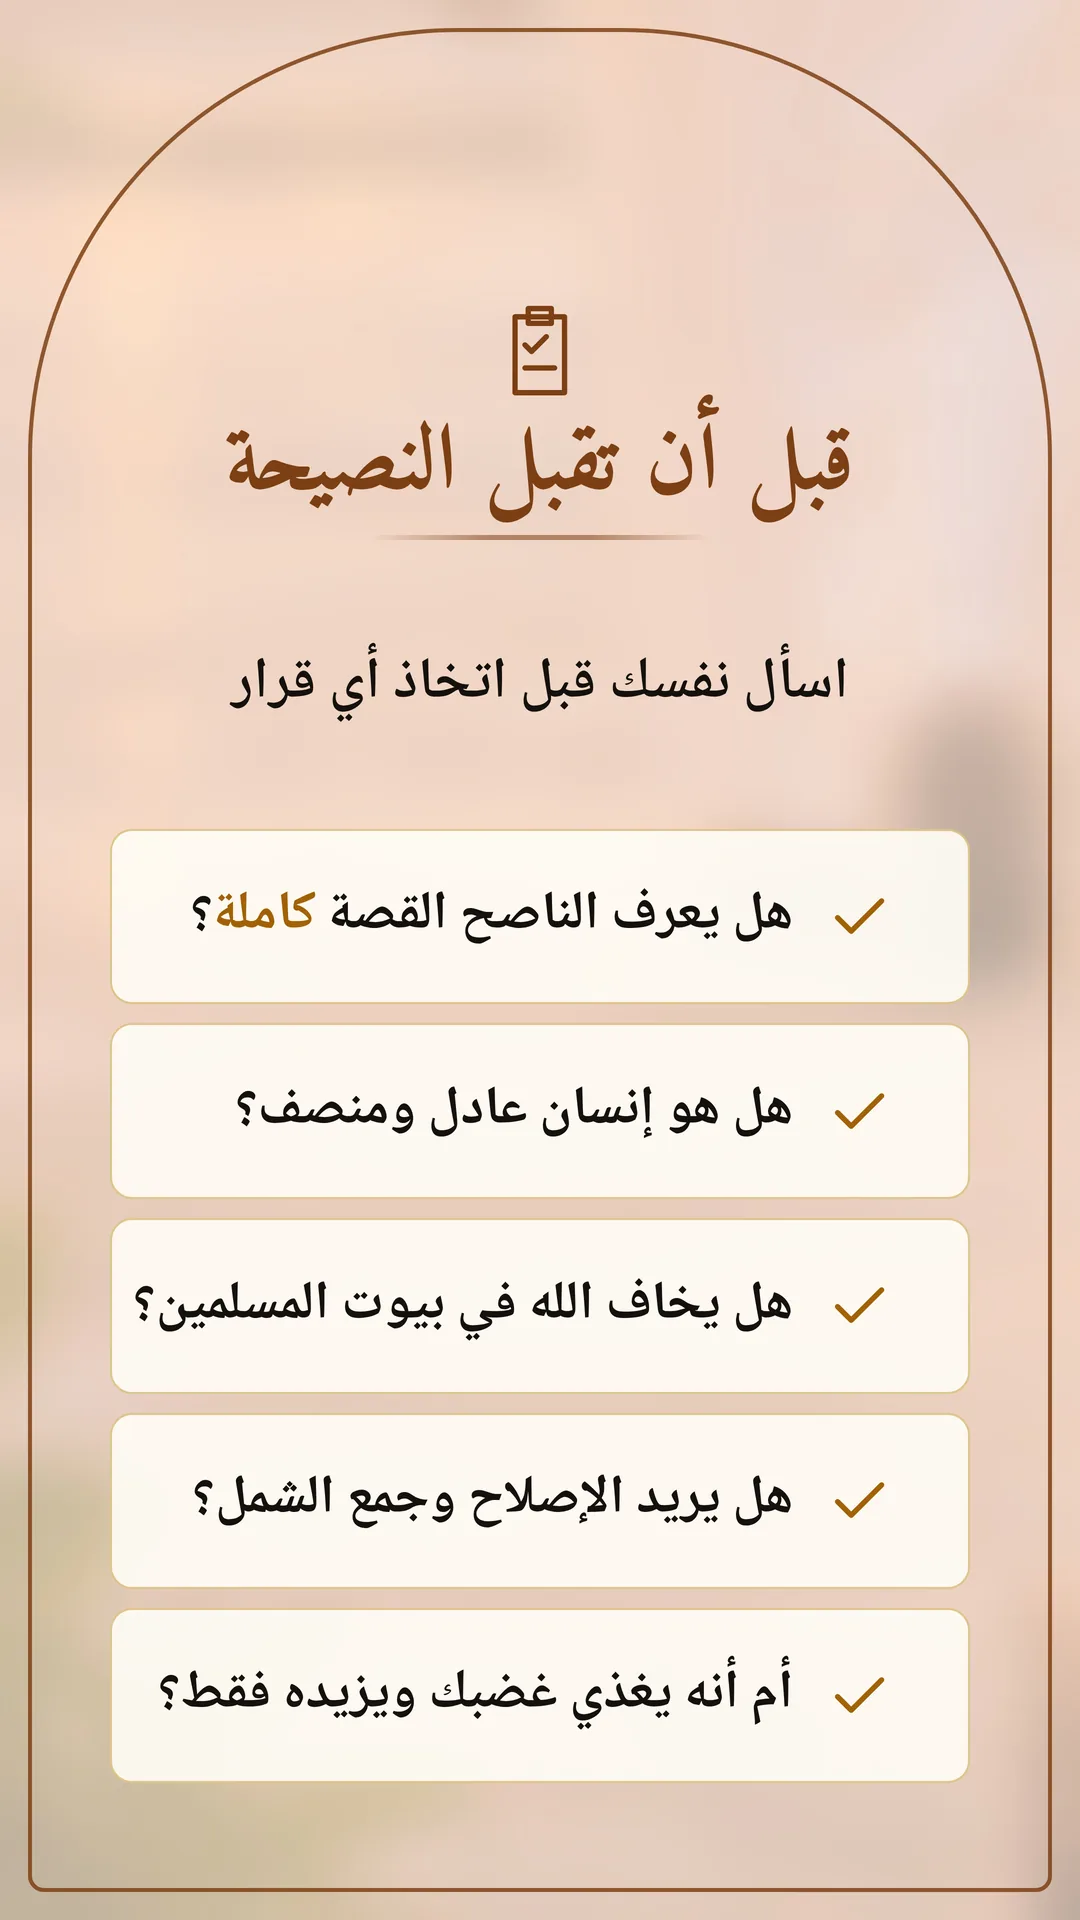 قبل أن تقبل النصيحة
اسأل نفسك قبل اتخاذ أي قرار
هل يعرف الناصح القصة كاملة؟
هل هو إنسان عادل ومنصف؟
هل يخاف الله في بيوت المسلمين؟
هل يريد الإصلاح وجمع الشمل؟
أم أنه يغذي غضبك ويزيده فقط؟